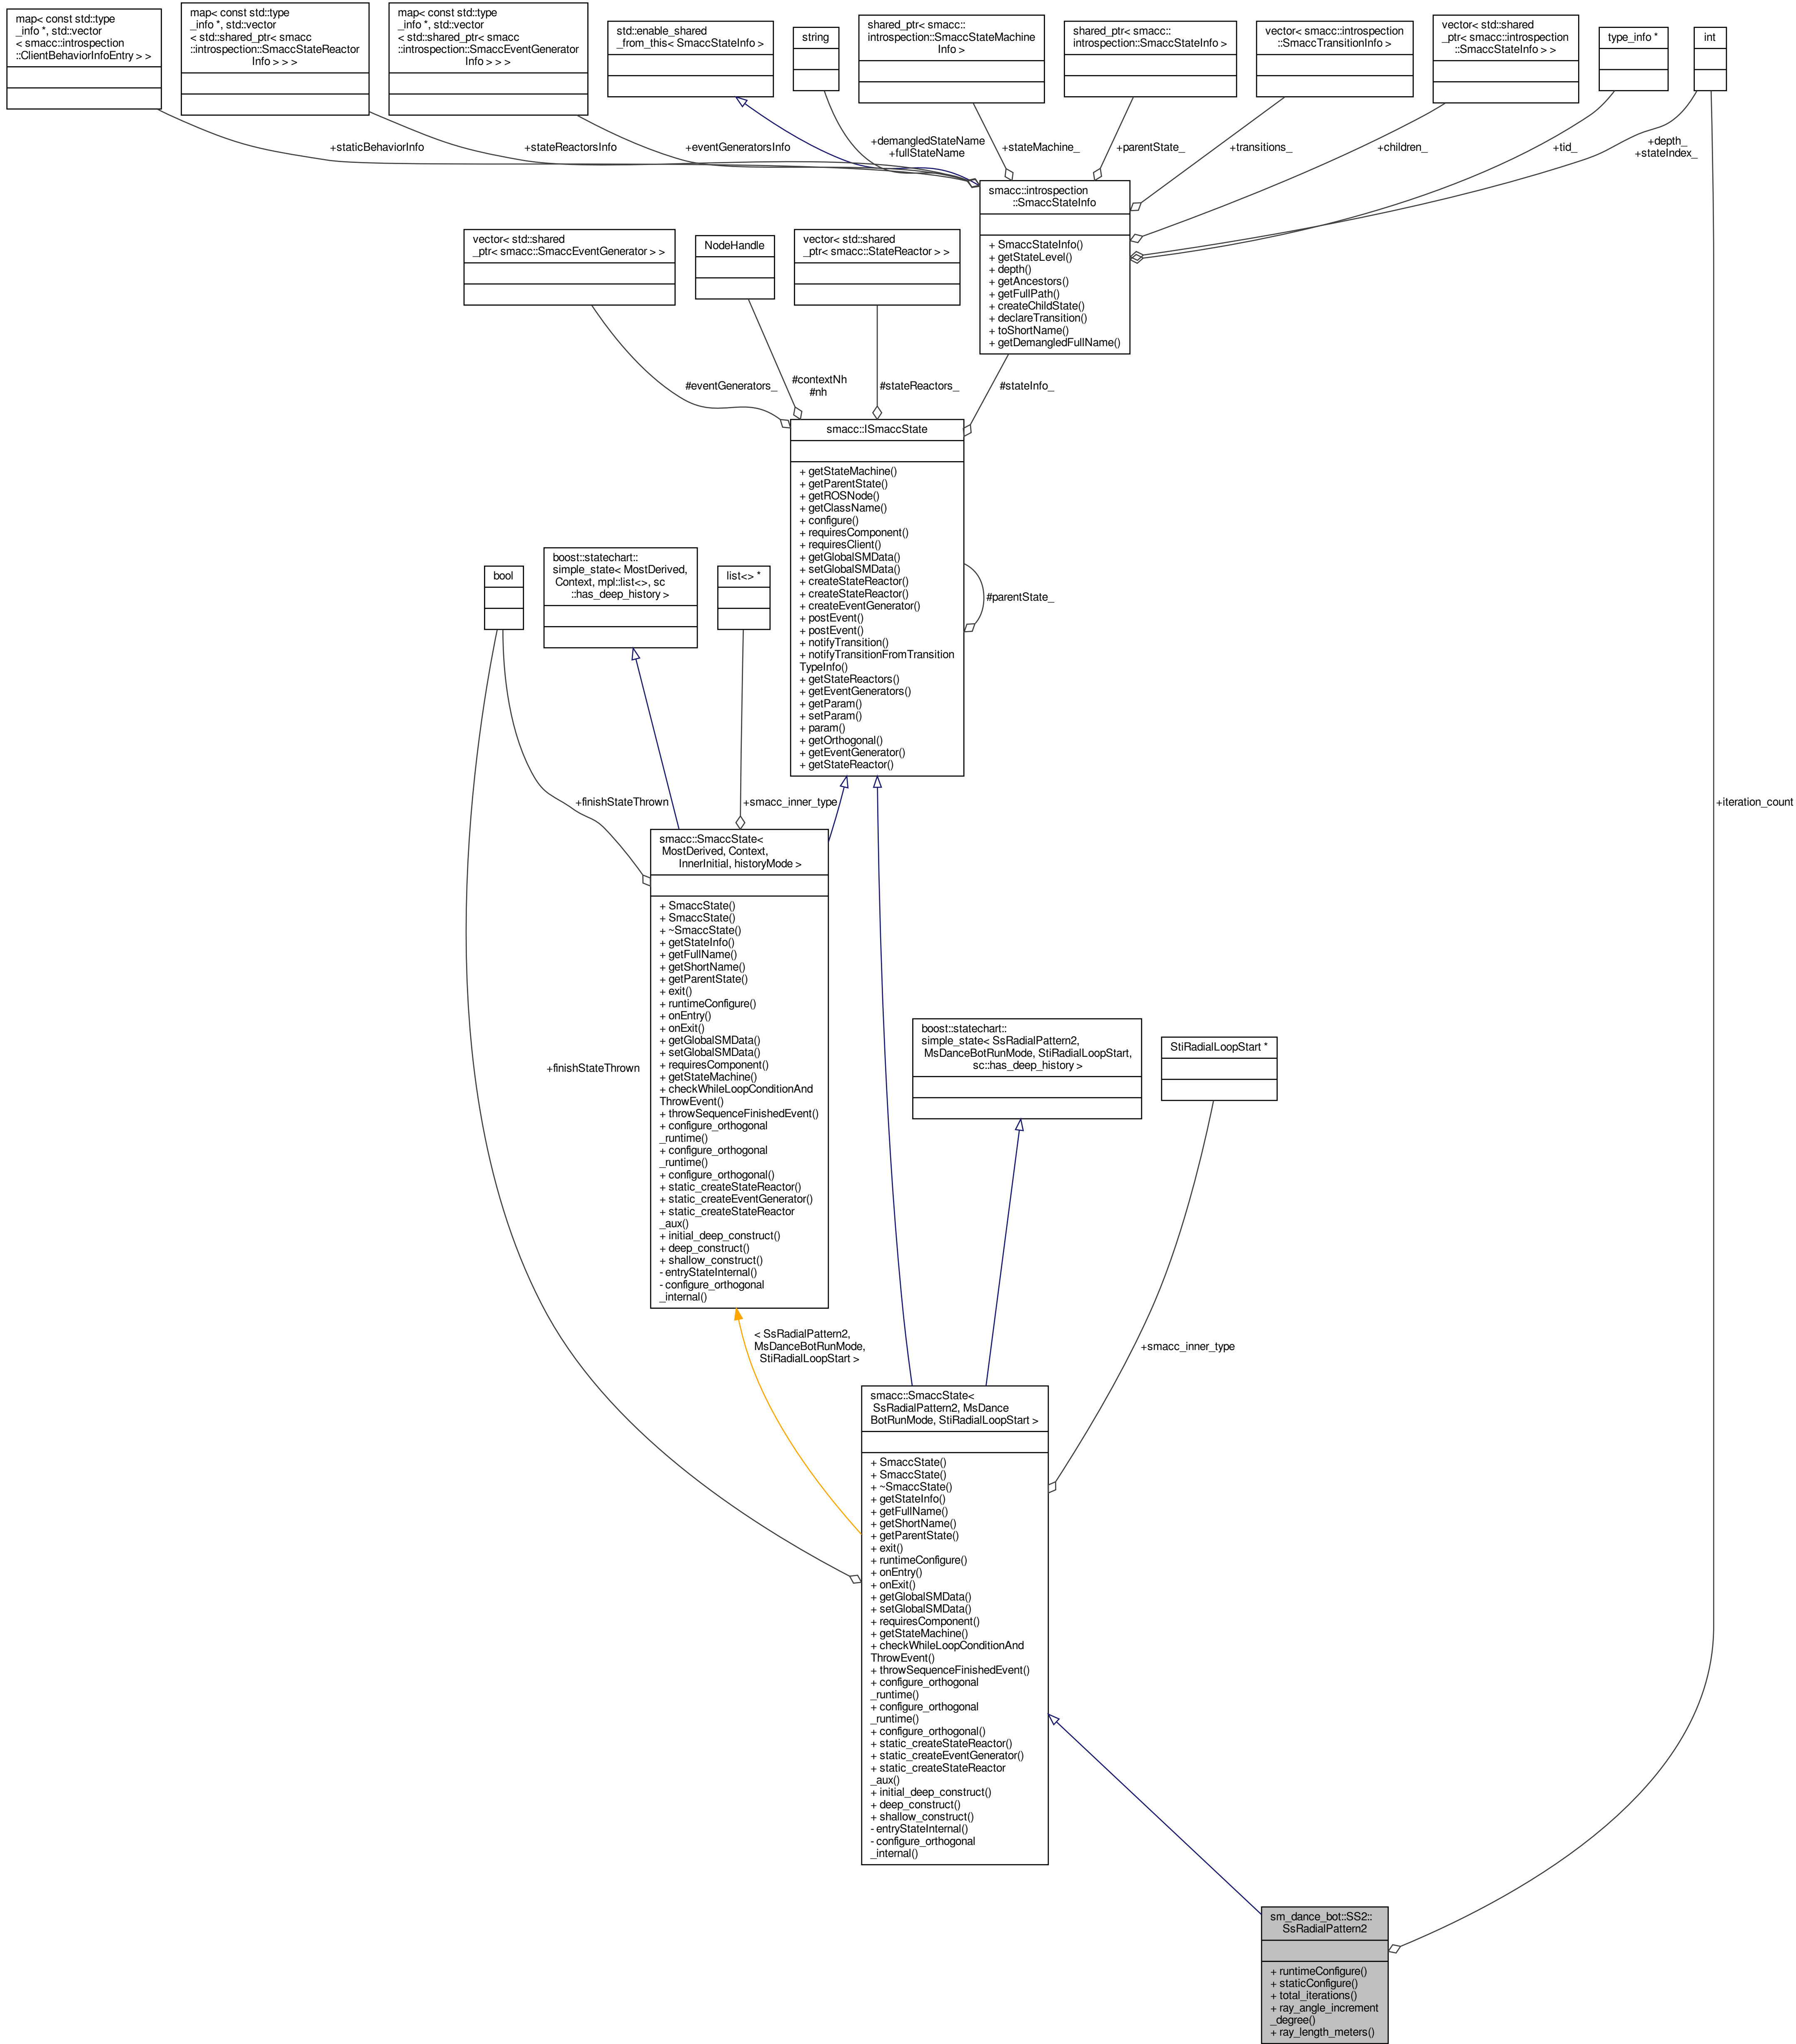 map< const std::type
_info *, std::vector
< smacc::introspection
::ClientBehaviorInfoEntry > >
map< const std::type
_info *, std::vector
< std::shared_ptr< smacc
::introspection::SmaccStateReactor
Info > > >
map< const std::type
_info *, std::vector
< std::shared_ptr< smacc
::introspection::SmaccEventGenerator
Info > > >
std::enable_shared
_from_this< SmaccStateInfo >
string
shared_ptr< smacc::
introspection::SmaccStateMachine
Info >
shared_ptr< smacc::
introspection::SmaccStateInfo >
vector< smacc::introspection
::SmaccTransitionInfo >
vector< std::shared
_ptr< smacc::introspection
::SmaccStateInfo > >
type_info *
int
+staticBehaviorInfo
+stateReactorsInfo
+eventGeneratorsInfo
+demangledStateName
+fullStateName
+stateMachine_
+parentState_
+transitions_
+children_
+tid_
+depth_
+stateIndex_
smacc::introspection
::SmaccStateInfo
+ SmaccStateInfo()
+ getStateLevel()
+ depth()
+ getAncestors()
+ getFullPath()
+ createChildState()
+ declareTransition()
+ toShortName()
+ getDemangledFullName()
vector< std::shared
_ptr< smacc::SmaccEventGenerator > >
NodeHandle
vector< std::shared
_ptr< smacc::StateReactor > >
#eventGenerators_
#contextNh
#nh
#stateReactors_
#stateInfo_
smacc::ISmaccState
+ getStateMachine()
+ getParentState()
+ getROSNode()
+ getClassName()
+ configure()
+ requiresComponent()
+ requiresClient()
+ getGlobalSMData()
+ setGlobalSMData()
+ createStateReactor()
+ createStateReactor()
+ createEventGenerator()
+ postEvent()
+ postEvent()
+ notifyTransition()
+ notifyTransitionFromTransition
TypeInfo()
+ getStateReactors()
+ getEventGenerators()
+ getParam()
+ setParam()
+ param()
+ getOrthogonal()
+ getEventGenerator()
+ getStateReactor()
#parentState_
bool
boost::statechart::
simple_state< MostDerived,
Context, mpl::list<>, sc
::has_deep_history >
list<> *
+finishStateThrown
+smacc_inner_type
+iteration_count
smacc::SmaccState<
MostDerived, Context,
InnerInitial, historyMode >
+ SmaccState()
+ SmaccState()
+ ~SmaccState()
+ getStateInfo()
+ getFullName()
+ getShortName()
+ getParentState()
+ exit()
+ runtimeConfigure()
+ onEntry()
+ onExit()
+ getGlobalSMData()
+ setGlobalSMData()
+ requiresComponent()
+ getStateMachine()
+ checkWhileLoopConditionAnd
ThrowEvent()
+ throwSequenceFinishedEvent()
+ configure_orthogonal
_runtime()
+ configure_orthogonal
_runtime()
+ configure_orthogonal()
+ static_createStateReactor()
+ static_createEventGenerator()
+ static_createStateReactor
_aux()
+ initial_deep_construct()
+ deep_construct()
+ shallow_construct()
- entryStateInternal()
- configure_orthogonal
_internal()
+finishStateThrown
boost::statechart::
simple_state< SsRadialPattern2,
MsDanceBotRunMode, StiRadialLoopStart,
sc::has_deep_history >
StiRadialLoopStart *
< SsRadialPattern2,
MsDanceBotRunMode,
StiRadialLoopStart >
+smacc_inner_type
smacc::SmaccState<
SsRadialPattern2, MsDance
BotRunMode, StiRadialLoopStart >
+ SmaccState()
+ SmaccState()
+ ~SmaccState()
+ getStateInfo()
+ getFullName()
+ getShortName()
+ getParentState()
+ exit()
+ runtimeConfigure()
+ onEntry()
+ onExit()
+ getGlobalSMData()
+ setGlobalSMData()
+ requiresComponent()
+ getStateMachine()
+ checkWhileLoopConditionAnd
ThrowEvent()
+ throwSequenceFinishedEvent()
+ configure_orthogonal
_runtime()
+ configure_orthogonal
_runtime()
+ configure_orthogonal()
+ static_createStateReactor()
+ static_createEventGenerator()
+ static_createStateReactor
_aux()
+ initial_deep_construct()
+ deep_construct()
+ shallow_construct()
- entryStateInternal()
- configure_orthogonal
_internal()
sm_dance_bot::SS2::
SsRadialPattern2
+ runtimeConfigure()
+ staticConfigure()
+ total_iterations()
+ ray_angle_increment
_degree()
+ ray_length_meters()